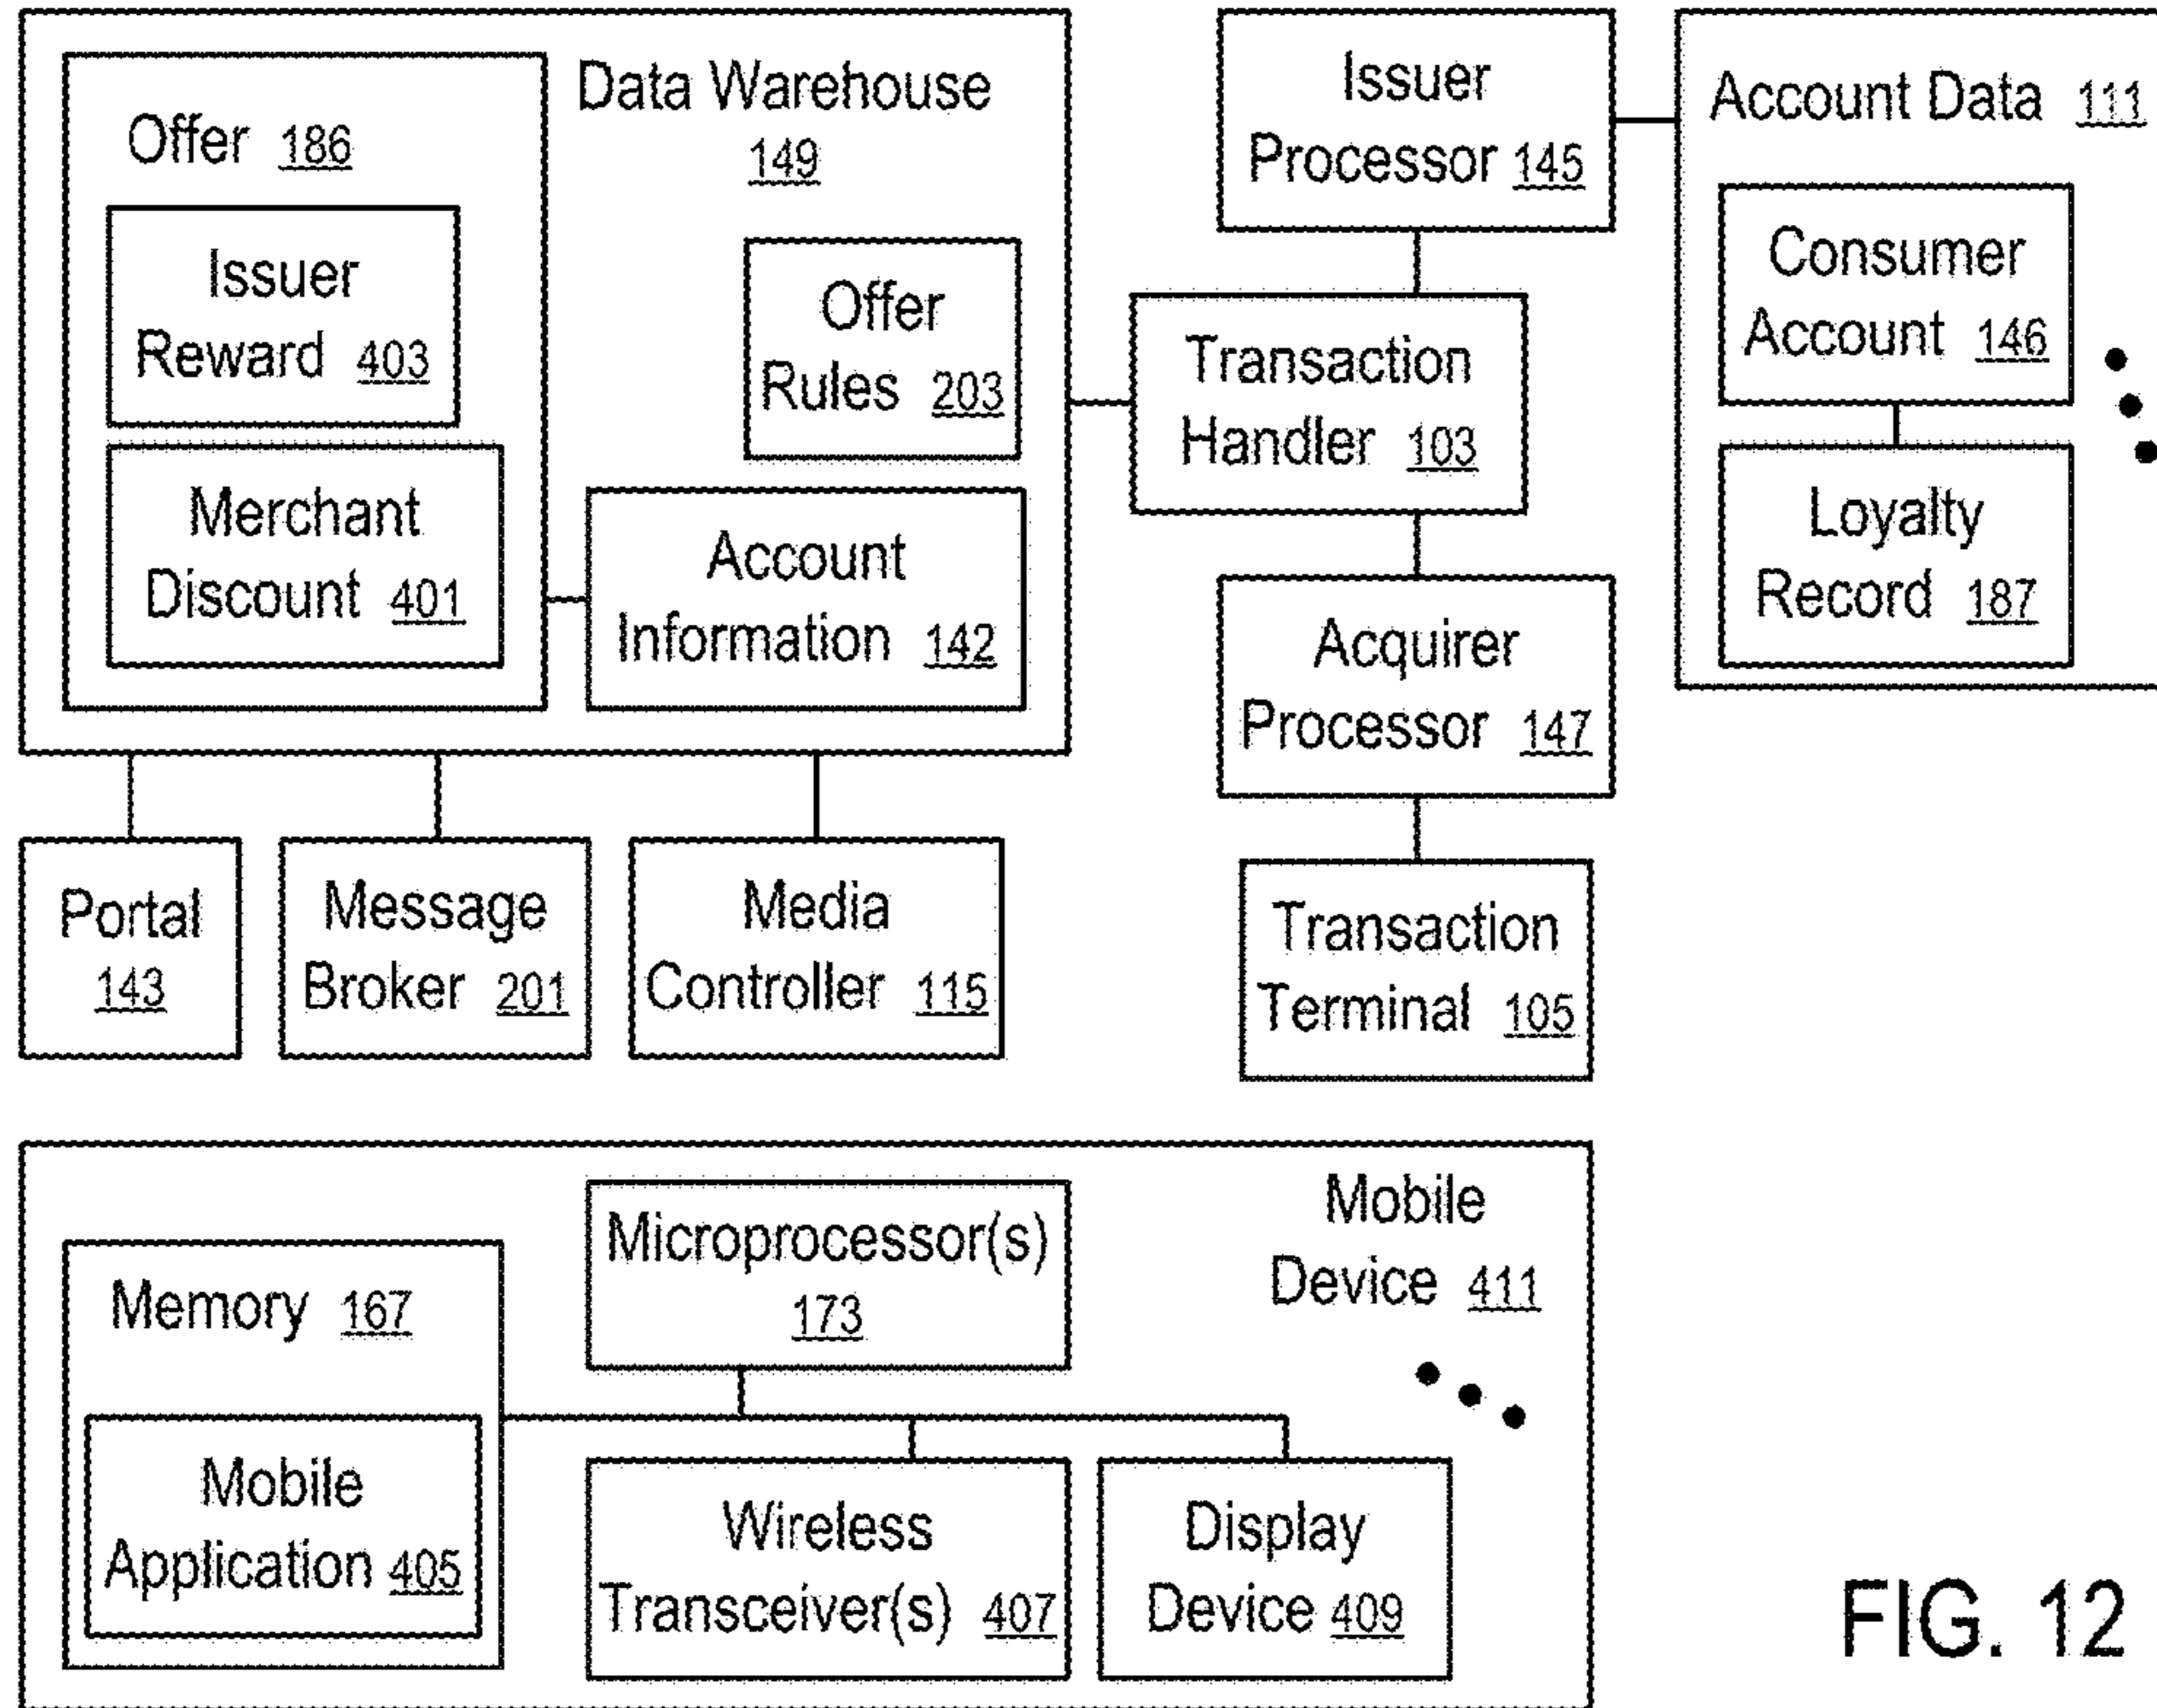 Data Warehouse
149
Offer 186
Issuer
Reward 403
Merchant
Discount 401
Offer
Rules 203
Account
Information 142
Issuer
Processor 145
Transaction
Handler 103
Acquirer
Processor 147
Transaction
Terminal 105
Account Data 111
Consumer
Account 146
Loyalty
Record 187
Portal
143
Message
Broker 201
Media
Controller 115
Mobile
Device 411
Memory 167
Mobile
Application 405
Microprocessor(s)
173
Wireless
Transceiver(s) 407
Display
Device 409
FIG. 12